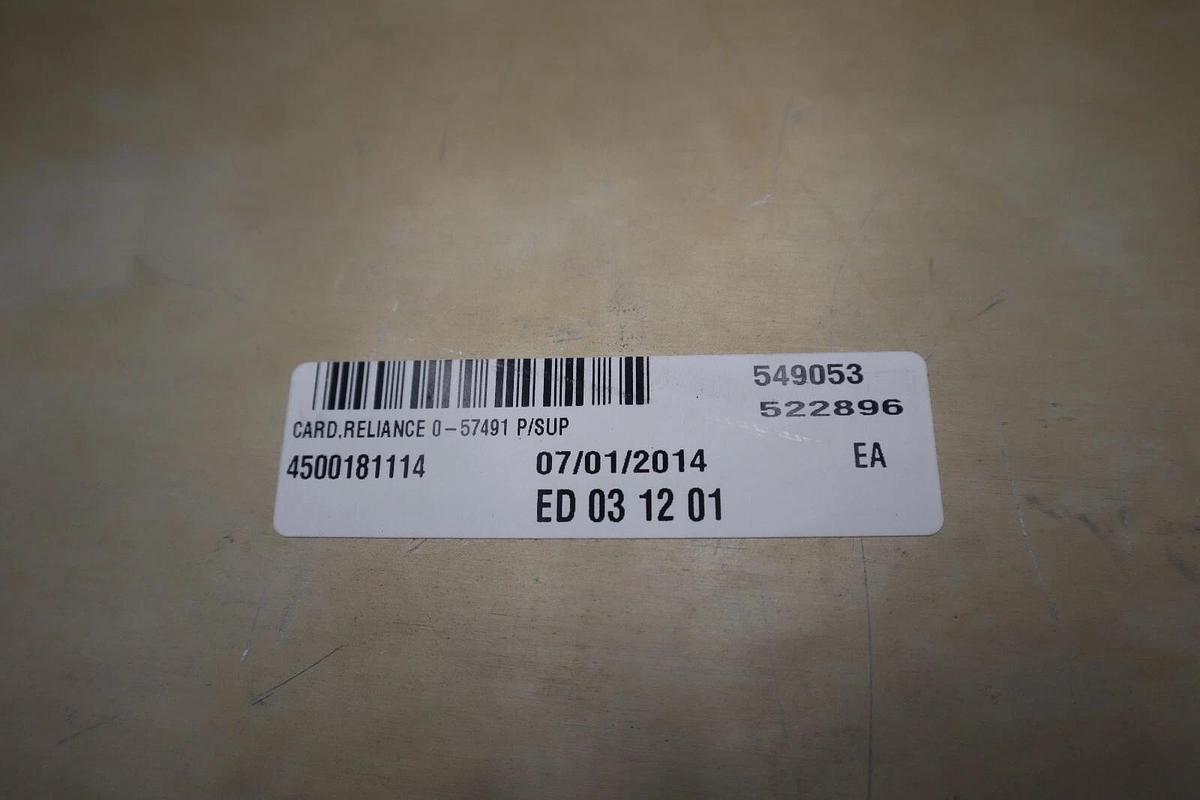 549053
522896
CARD,RELIANCE 0-57491 P/SUP
4500181114 07/01/2014 EA
ED 03 12 01